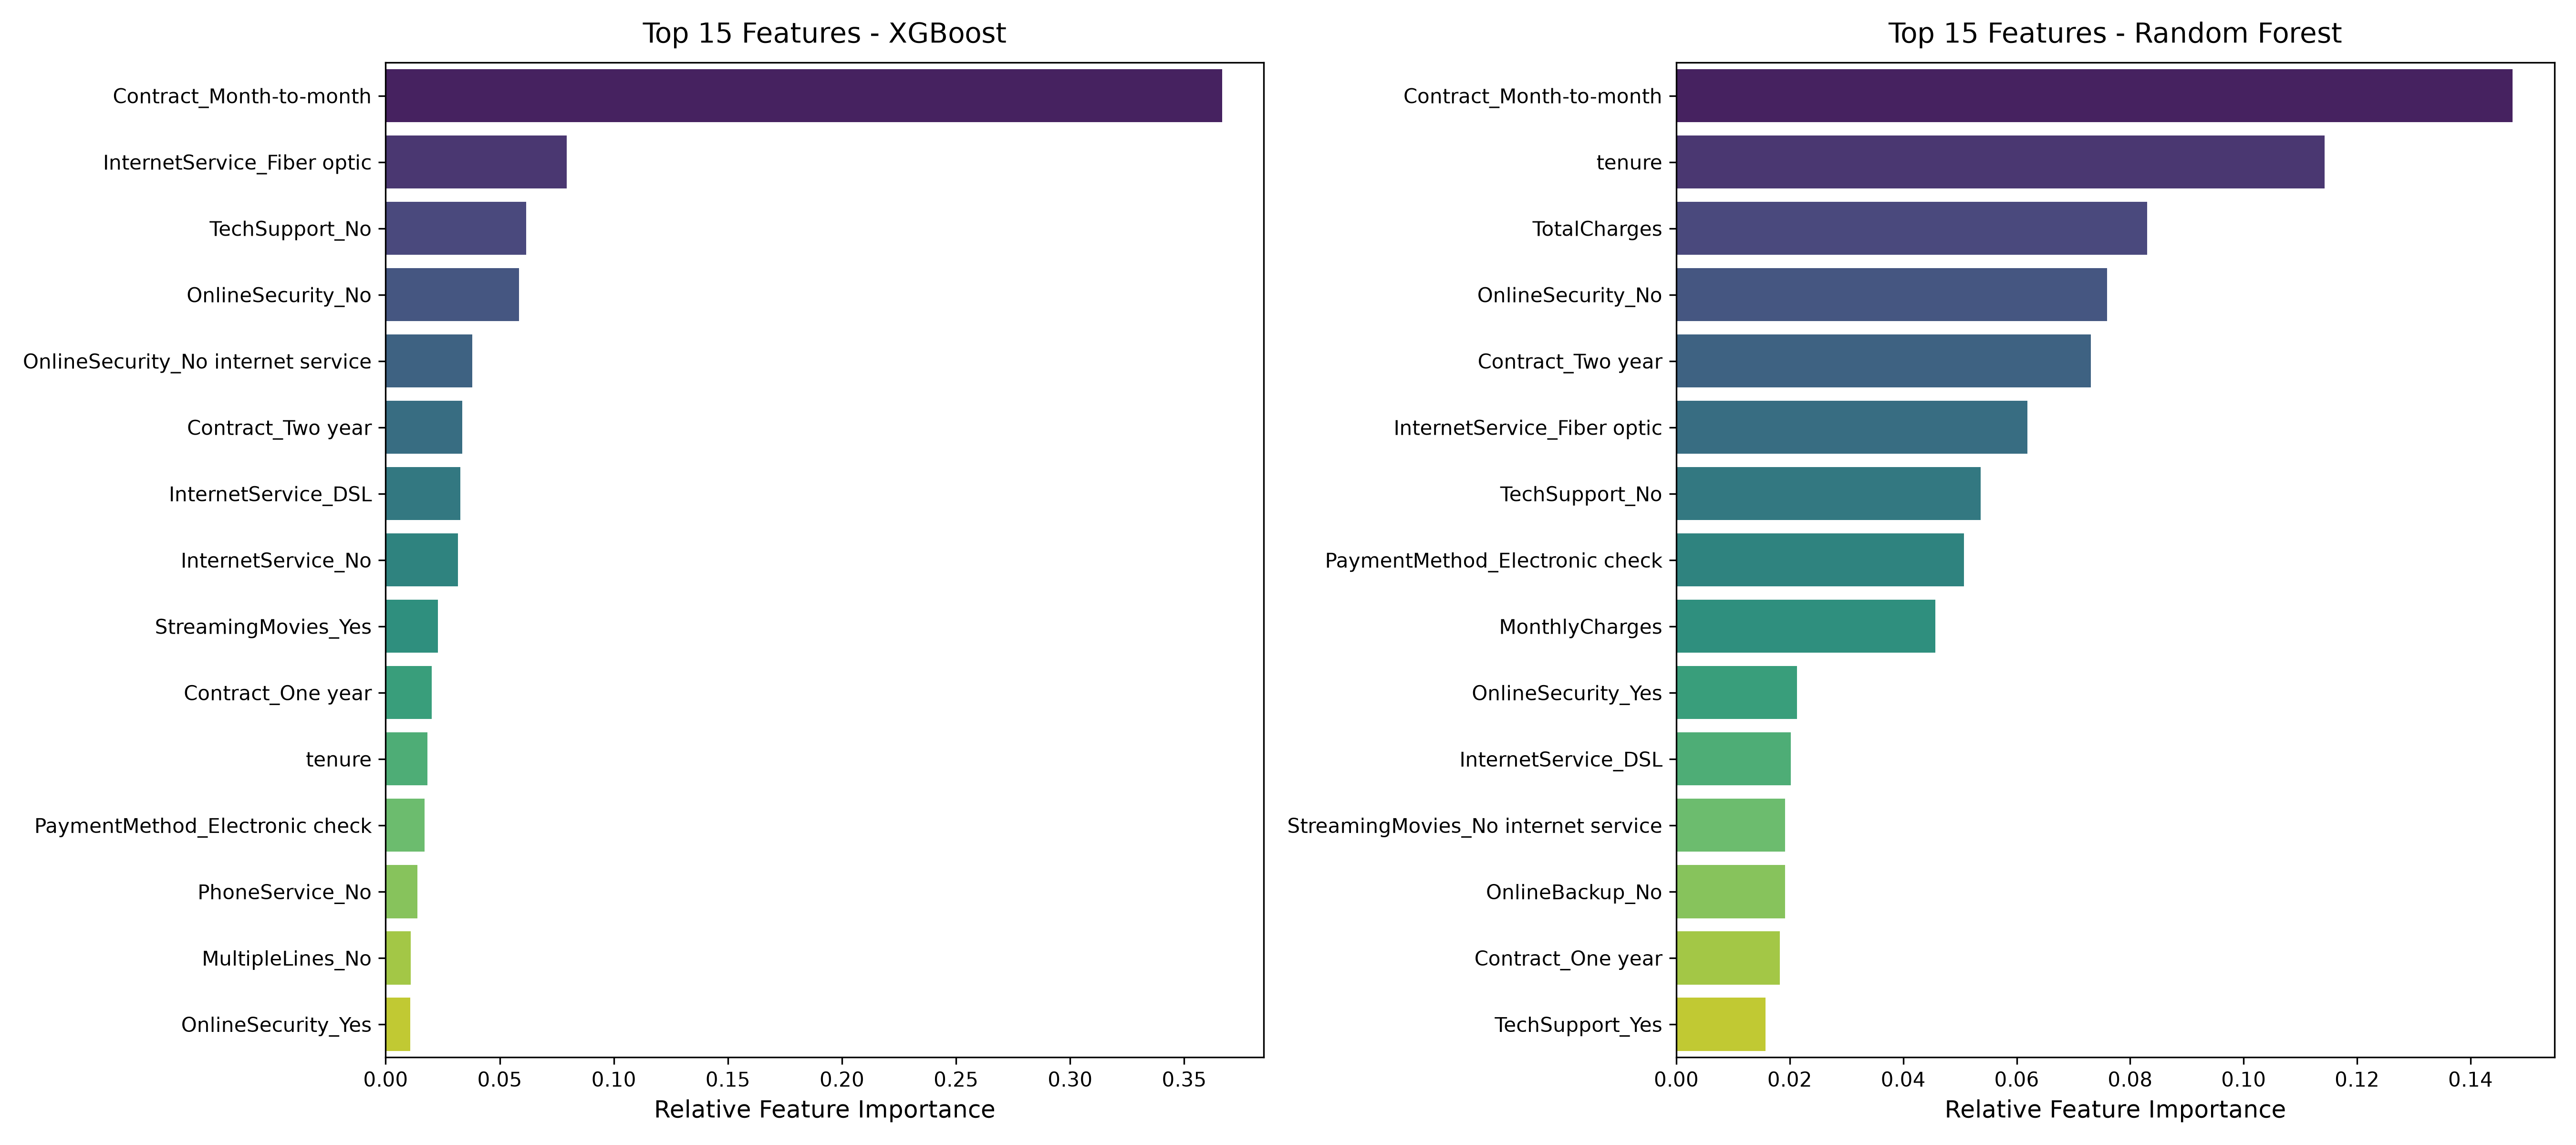 Top 15 Features - XGBoost
Contract_Month-to-month
InternetService_Fiber optic
TechSupport_No
OnlineSecurity_No
OnlineSecurity_No internet service
Contract_Two year
InternetService_DSL
InternetService_No
StreamingMovies_Yes
Contract_One year
tenure
PaymentMethod_Electronic check
PhoneService_No
MultipleLines_No
OnlineSecurity_Yes
0.00 0.05 0.10 0.15 0.20 0.25 0.30 0.35
Relative Feature Importance
Top 15 Features - Random Forest
Contract_Month-to-month
tenure
TotalCharges
OnlineSecurity_No
Contract_Two year
InternetService_Fiber optic
TechSupport_No
PaymentMethod_Electronic check
MonthlyCharges
OnlineSecurity_Yes
InternetService_DSL
StreamingMovies_No internet service
OnlineBackup_No
Contract_One year
TechSupport_Yes
0.00 0.02 0.04 0.06 0.08 0.10 0.12 0.14
Relative Feature Importance